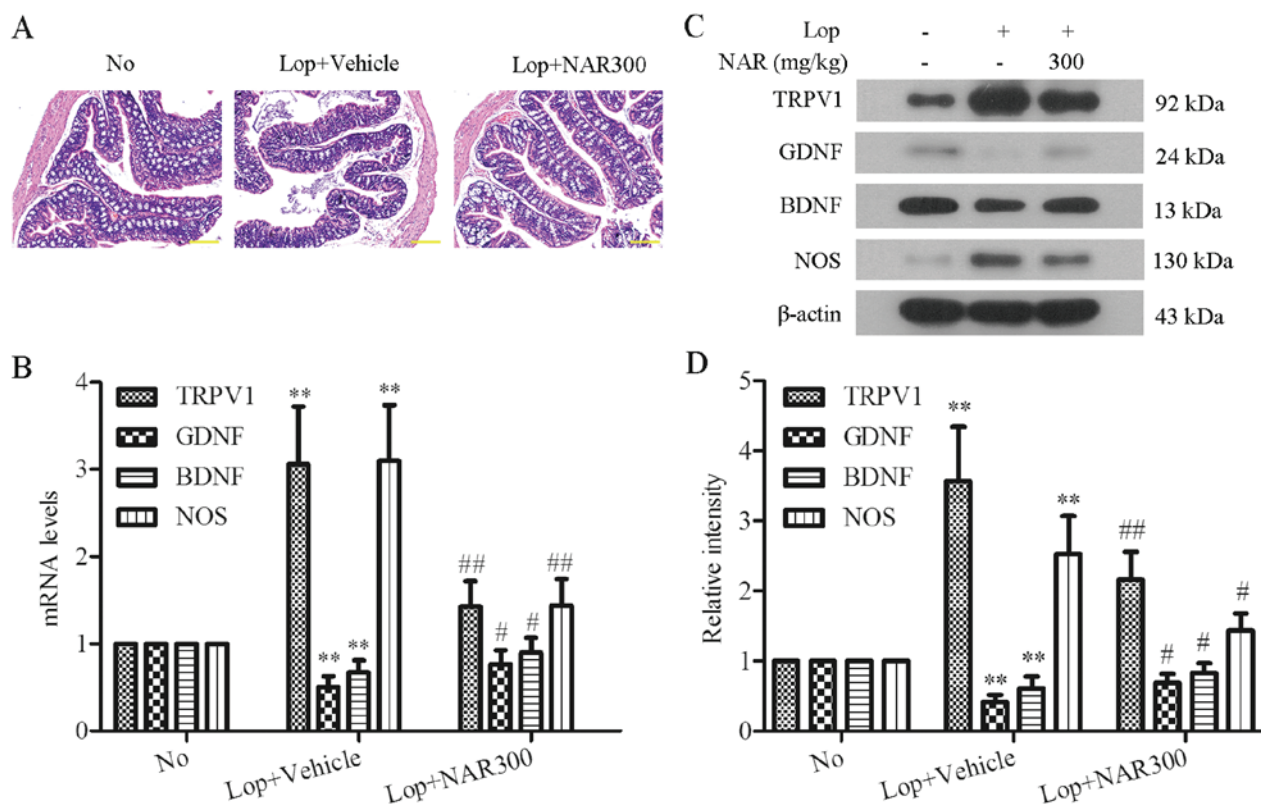 A
No
Lop+Vehicle
Lop+NAR300
C
Lop - + +
NAR (mg/kg) - - 300
TRPV1 92 kDa
GDNF 24 kDa
BDNF 13 kDa
NOS 130 kDa
β-actin 43 kDa
B
mRNA levels
4
3
2
1
0
TRPV1
GDNF
BDNF
NOS
**
**
**
**
##
#
#
##
No
Lop+Vehicle
Lop+NAR300
D
Relative intensity
5
4
3
2
1
0
TRPV1
GDNF
BDNF
NOS
**
**
**
**
##
#
#
#
No
Lop+Vehicle
Lop+NAR300